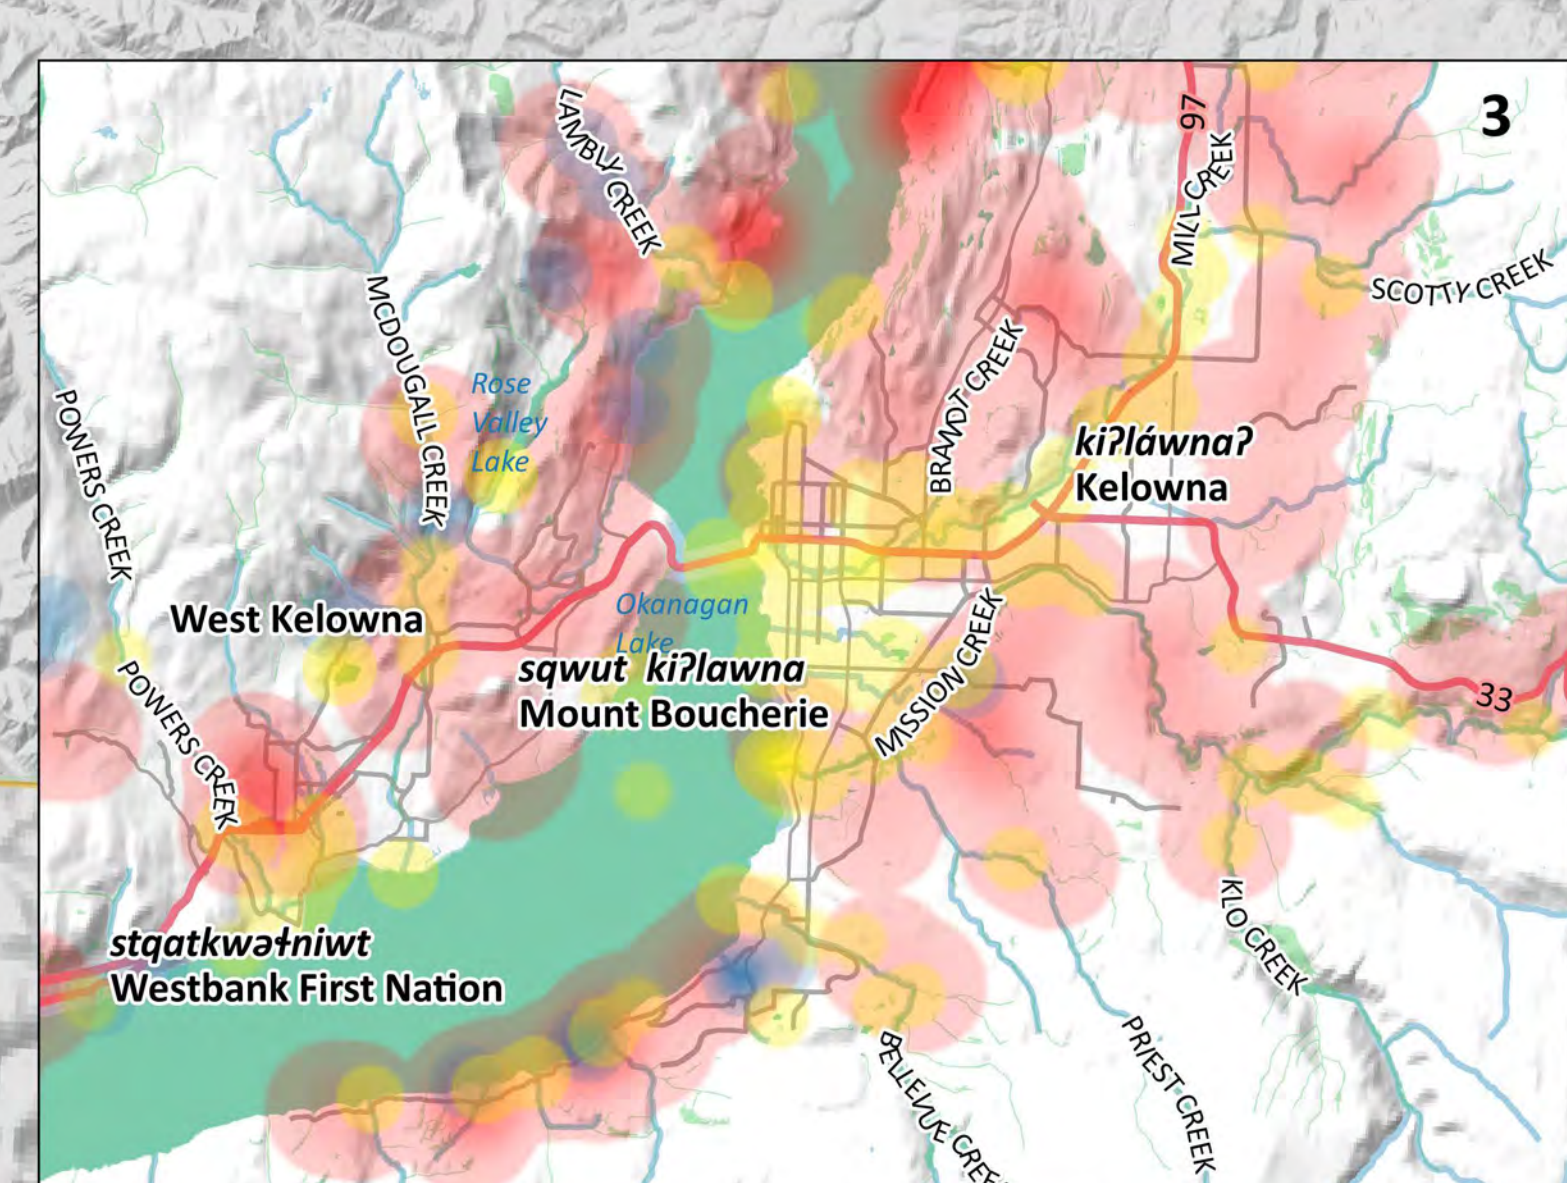 3
97
LAMBLY CREEK
MILL CREEK
SCOTTY CREEK
MCDOUGALL CREEK
Rose
Valley
Lake
BRANDT CREEK
POWERS CREEK
kiʔláwnaʔ
Kelowna
Okanagan
Lake
West Kelowna
sqwut kiʔlawna
Mount Boucherie
MISSION CREEK
POWERS CREEK
33
stqatkwəɬniwt
Westbank First Nation
KLO CREEK
BELLEVUE CREEK
PRIEST CREEK